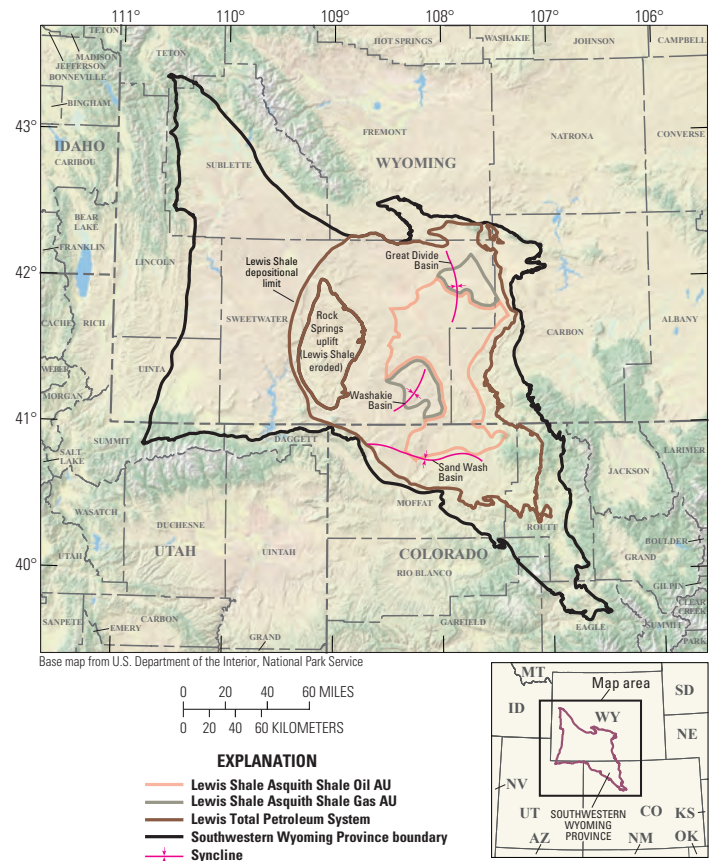 111° 110° 109° 108° 107° 106°
TETON
HOT SPRINGS
WASHAKIE
JOHNSON
CAMPBELL
MADISON
TETON
JEFFERSON
BONNEVILLE
BINGHAM
43°
FREMONT
NATRONA
CONVERSE
IDAHO
CARIBOU
SUBLETTE
WYOMING
BEAR
LAKE
FRANKLIN
LINCOLN
Lewis Shale
depositional
limit
Great Divide
Basin
42°
CACHE
RICH
SWEETWATER
Rock
Springs
uplift
(Lewis Shale
eroded)
CARBON
ALBANY
WEBER
UINTA
MORGAN
Washakie
Basin
41°
SUMMIT
DAGGETT
SALT
LAKE
Sand Wash
Basin
LARIMER
JACKSON
MOFFAT
WASATCH
DUCHESNE
ROUTT
UTAH
UTAH
UINTAH
COLORADO
BOULDER
GRAND
40°
RIO BLANCO
GILPIN
CLEAR
CREEK
SANPETE
CARBON
EMERY
GARFIELD
EAGLE
SUMMIT
PARK
GRAND
Base map from U.S. Department of the Interior, National Park Service
0 20 40 60 MILES
0 20 40 60 KILOMETERS
EXPLANATION
Lewis Shale Asquith Shale Oil AU
Lewis Shale Asquith Shale Gas AU
Lewis Total Petroleum System
Southwestern Wyoming Province boundary
Syncline
MT
Map area
SD
ID
WY
NE
NV
UT
SOUTHWESTERN
WYOMING
PROVINCE
CO
KS
AZ
NM
OK